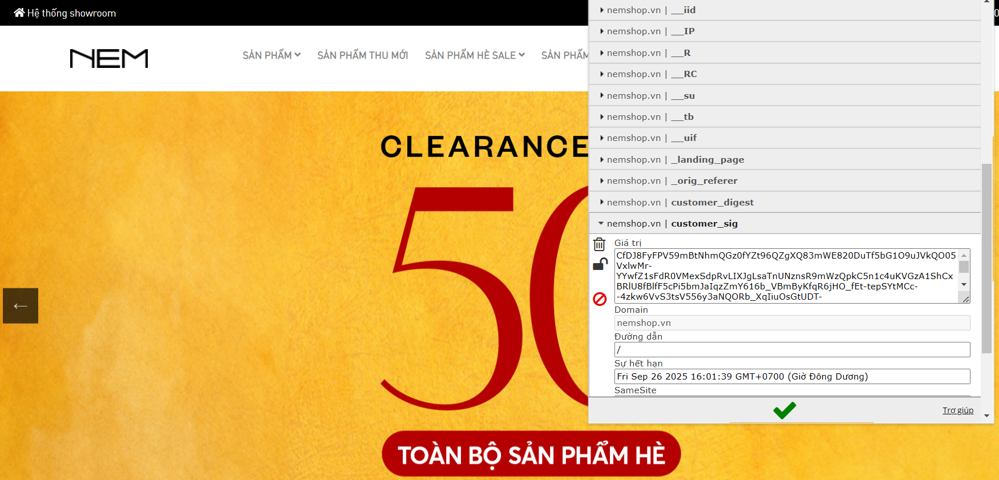 Hệ thống showroom
NEM
SẢN PHẨM
SẢN PHẨM THU MỚI
SẢN PHẨM HÈ SALE
SẢN PHẨM
CLEARANCE
50
TOÀN BỘ SẢN PHẨM HÈ
nemshop.vn | __iid
nemshop.vn | __IP
nemshop.vn | __R
nemshop.vn | __RC
nemshop.vn | __su
nemshop.vn | __tb
nemshop.vn | __uif
nemshop.vn | _landing_page
nemshop.vn | _orig_referer
nemshop.vn | customer_digest
nemshop.vn | customer_sig
Giá trị
CfDJ8FyFPV59mBtNhmQGz0fYZt96QZgXQ83mWE820DuTf5bG1O9uJVkQO05
VxlwMr-
YYwfZ1sFdR0VMexSdpRvLIXJgLsaTnUNznsR9mWzQpkC5n1c4uKVGzA1ShCx
BRlU8fBlfF5cPi5bmJaIqzZmY616b_VBmByKfqR6jHO_fEt-tepSYtMCc-
-4zkw6VvS3tsV556y3aNQORb_XqIiuOsGtUDT-
Domain
nemshop.vn
Đường dẫn
/
Sự hết hạn
Fri Sep 26 2025 16:01:39 GMT+0700 (Giờ Đông Dương)
SameSite
Trợ giúp